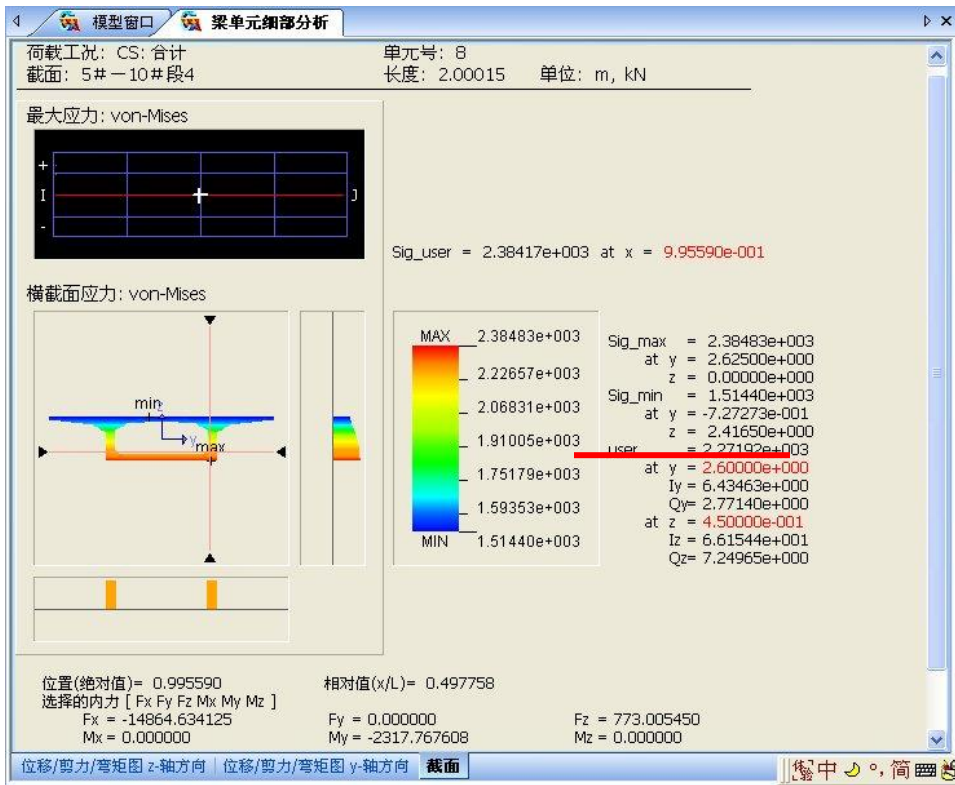 模型窗口 梁单元细部分析
荷载工况: CS: 合计 单元号: 8
截面: 5#－10#段4 长度: 2.00015 单位: m, kN
最大应力: von-Mises
+
I J
-
Sig_user = 2.38417e+003 at x = 9.95590e-001
横截面应力: von-Mises
MAX 2.38483e+003
2.22657e+003
2.06831e+003
1.91005e+003
1.75179e+003
1.59353e+003
MIN 1.51440e+003
min
z
Y
max
Sig_max = 2.38483e+003
at y = 2.62500e+000
z = 0.00000e+000
Sig_min = 1.51440e+003
at y = -7.27273e-001
z = 2.41650e+000
user = 2.27192e+003
at y = 2.60000e+000
Iy = 6.43463e+000
Qy= 2.77140e+000
at z = 4.50000e-001
Iz = 6.61544e+001
Qz= 7.24965e+000
位置(绝对值)= 0.995590 相对值(x/L)= 0.497758
选择的内力 [ Fx Fy Fz Mx My Mz ]
Fx = -14864.634125 Fy = 0.000000 Fz = 773.005450
Mx = 0.000000 My = -2317.767608 Mz = 0.000000
位移/剪力/弯矩图 z-轴方向 位移/剪力/弯矩图 y-轴方向 截面
中 简